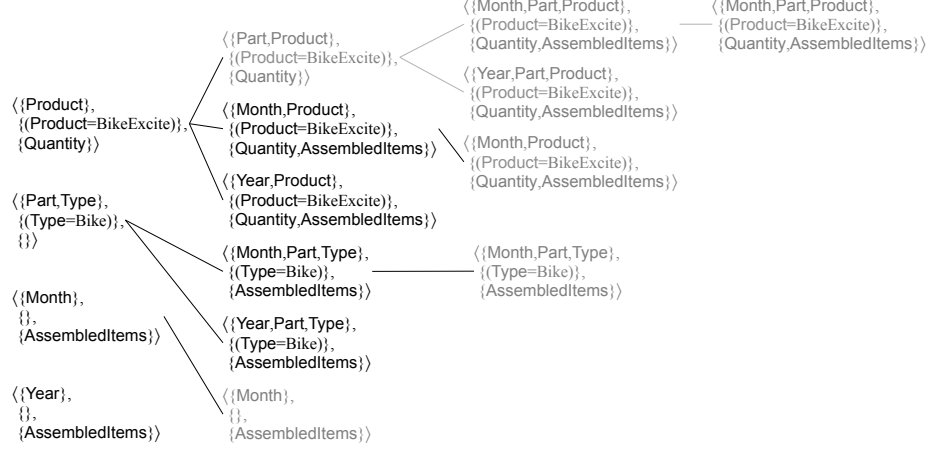 ⟨{Product},
{(Product=BikeExcite)},
{Quantity}⟩
⟨{Part,Type},
{(Type=Bike)},
{}⟩
⟨{Month},
{},
{AssembledItems}⟩
⟨{Year},
{},
{AssembledItems}⟩
⟨{Part,Product},
{(Product=BikeExcite)},
{Quantity}⟩
⟨{Month,Product},
{(Product=BikeExcite)},
{Quantity,AssembledItems}⟩
⟨{Year,Product},
{(Product=BikeExcite)},
{Quantity,AssembledItems}⟩
⟨{Month,Part,Type},
{(Type=Bike)},
{AssembledItems}⟩
⟨{Year,Part,Type},
{(Type=Bike)},
{AssembledItems}⟩
⟨{Month},
{},
{AssembledItems}⟩
⟨{Month,Part,Product},
{(Product=BikeExcite)},
{Quantity,AssembledItems}⟩
⟨{Year,Part,Product},
{(Product=BikeExcite)},
{Quantity,AssembledItems}⟩
⟨{Month,Product},
{(Product=BikeExcite)},
{Quantity,AssembledItems}⟩
⟨{Month,Part,Type},
{(Type=Bike)},
{AssembledItems}⟩
⟨{Month,Part,Product},
{(Product=BikeExcite)},
{Quantity,AssembledItems}⟩